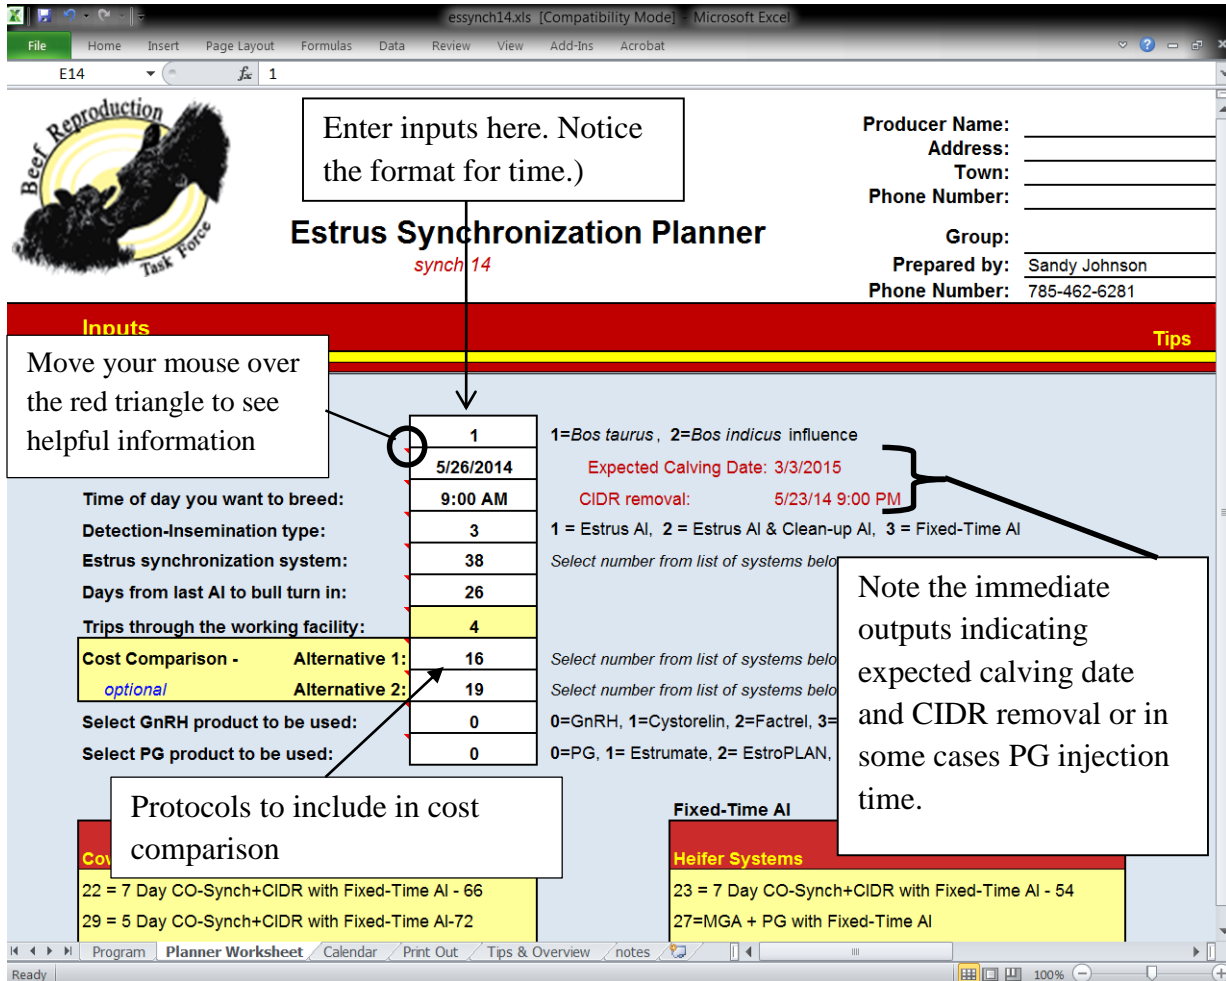 essynch14.xls [Compatibility Mode] - Microsoft Excel
File Home Insert Page Layout Formulas Data Review View Add-Ins Acrobat
E14 fx 1
Beef Reproduction Task Force
Enter inputs here. Notice
the format for time.)
Producer Name:
Address:
Town:
Phone Number:
Estrus Synchronization Planner
synch 14
Group:
Prepared by: Sandy Johnson
Phone Number: 785-462-6281
Inputs
Tips
Move your mouse over
the red triangle to see
helpful information
1 1=Bos taurus, 2=Bos indicus influence
5/26/2014 Expected Calving Date: 3/3/2015
Time of day you want to breed: 9:00 AM CIDR removal: 5/23/14 9:00 PM
Detection-Insemination type: 3 1 = Estrus AI, 2 = Estrus AI & Clean-up AI, 3 = Fixed-Time AI
Estrus synchronization system: 38 Select number from list of systems belo
Days from last AI to bull turn in: 26
Trips through the working facility: 4
Cost Comparison - Alternative 1: 16 Select number from list of systems belo
optional Alternative 2: 19 Select number from list of systems belo
Select GnRH product to be used: 0 0=GnRH, 1=Cystorelin, 2=Factrel, 3=
Select PG product to be used: 0 0=PG, 1= Estrumate, 2= EstroPLAN,
Note the immediate
outputs indicating
expected calving date
and CIDR removal or in
some cases PG injection
time.
Protocols to include in cost
comparison
Fixed-Time AI
Cov
Heifer Systems
22 = 7 Day CO-Synch+CIDR with Fixed-Time AI - 66
23 = 7 Day CO-Synch+CIDR with Fixed-Time AI - 54
29 = 5 Day CO-Synch+CIDR with Fixed-Time AI-72
27=MGA + PG with Fixed-Time AI
Program Planner Worksheet Calendar Print Out Tips & Overview notes
Ready 100%